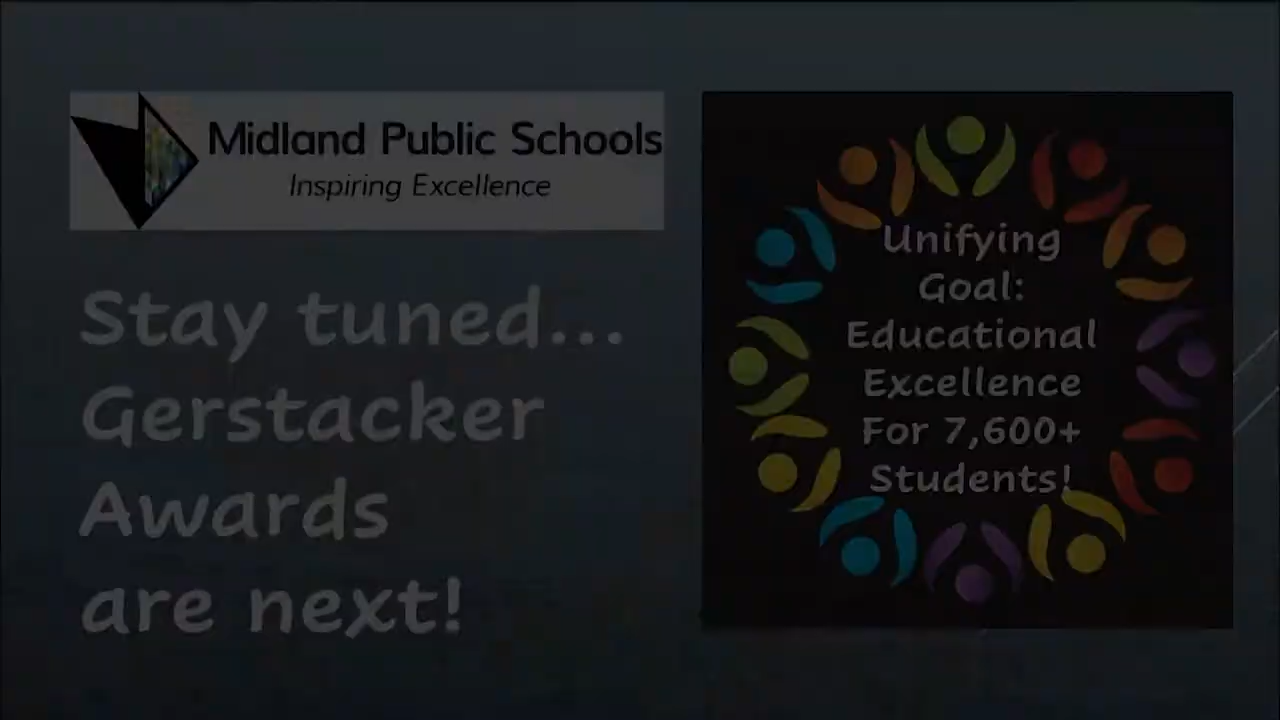 Midland Public Schools
Inspiring Excellence
Stay tuned...
Gerstacker
Awards
are next!
Unifying
Goal:
Educational
Excellence
For 7,600+
Students!